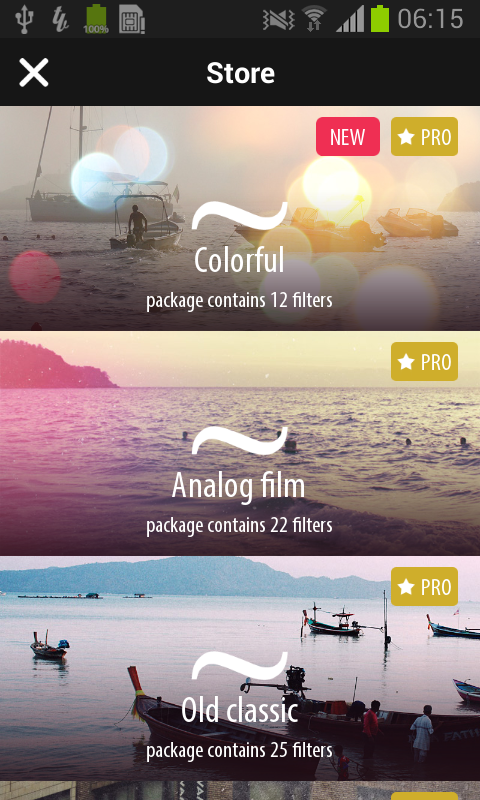 100%
06:15
Store
NEW
PRO
Colorful
package contains 12 filters
PRO
Analog film
package contains 22 filters
PRO
Old classic
package contains 25 filters